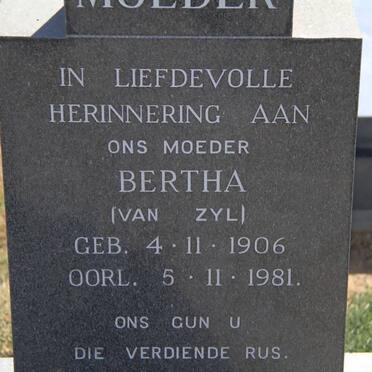 MOEDER
IN LIEFDEVOLLE
HERINNERING AAN
ONS MOEDER
BERTHA
(VAN ZYL)
GEB. 4·11·1906
OORL. 5·11·1981.
ONS GUN U
DIE VERDIENDE RUS.